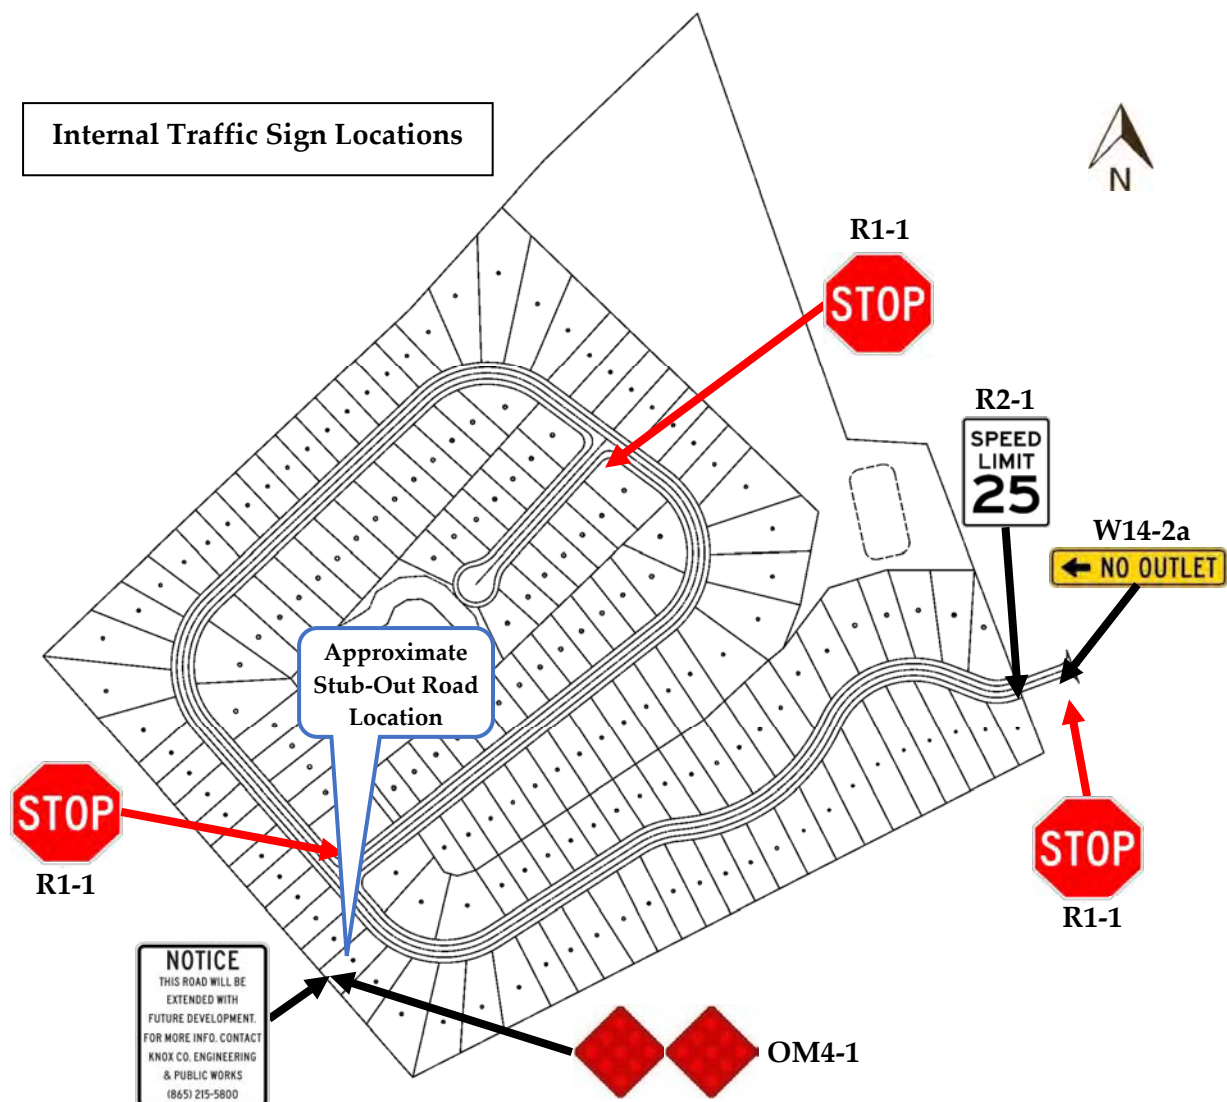 Internal Traffic Sign Locations
N
R1-1
STOP
R2-1
SPEED
LIMIT
25
W14-2a
NO OUTLET
Approximate
Stub-Out Road
Location
STOP
R1-1
STOP
R1-1
NOTICE
THIS ROAD WILL BE
EXTENDED WITH
FUTURE DEVELOPMENT.
FOR MORE INFO. CONTACT
KNOX CO. ENGINEERING
& PUBLIC WORKS
(865) 215-5800
OM4-1